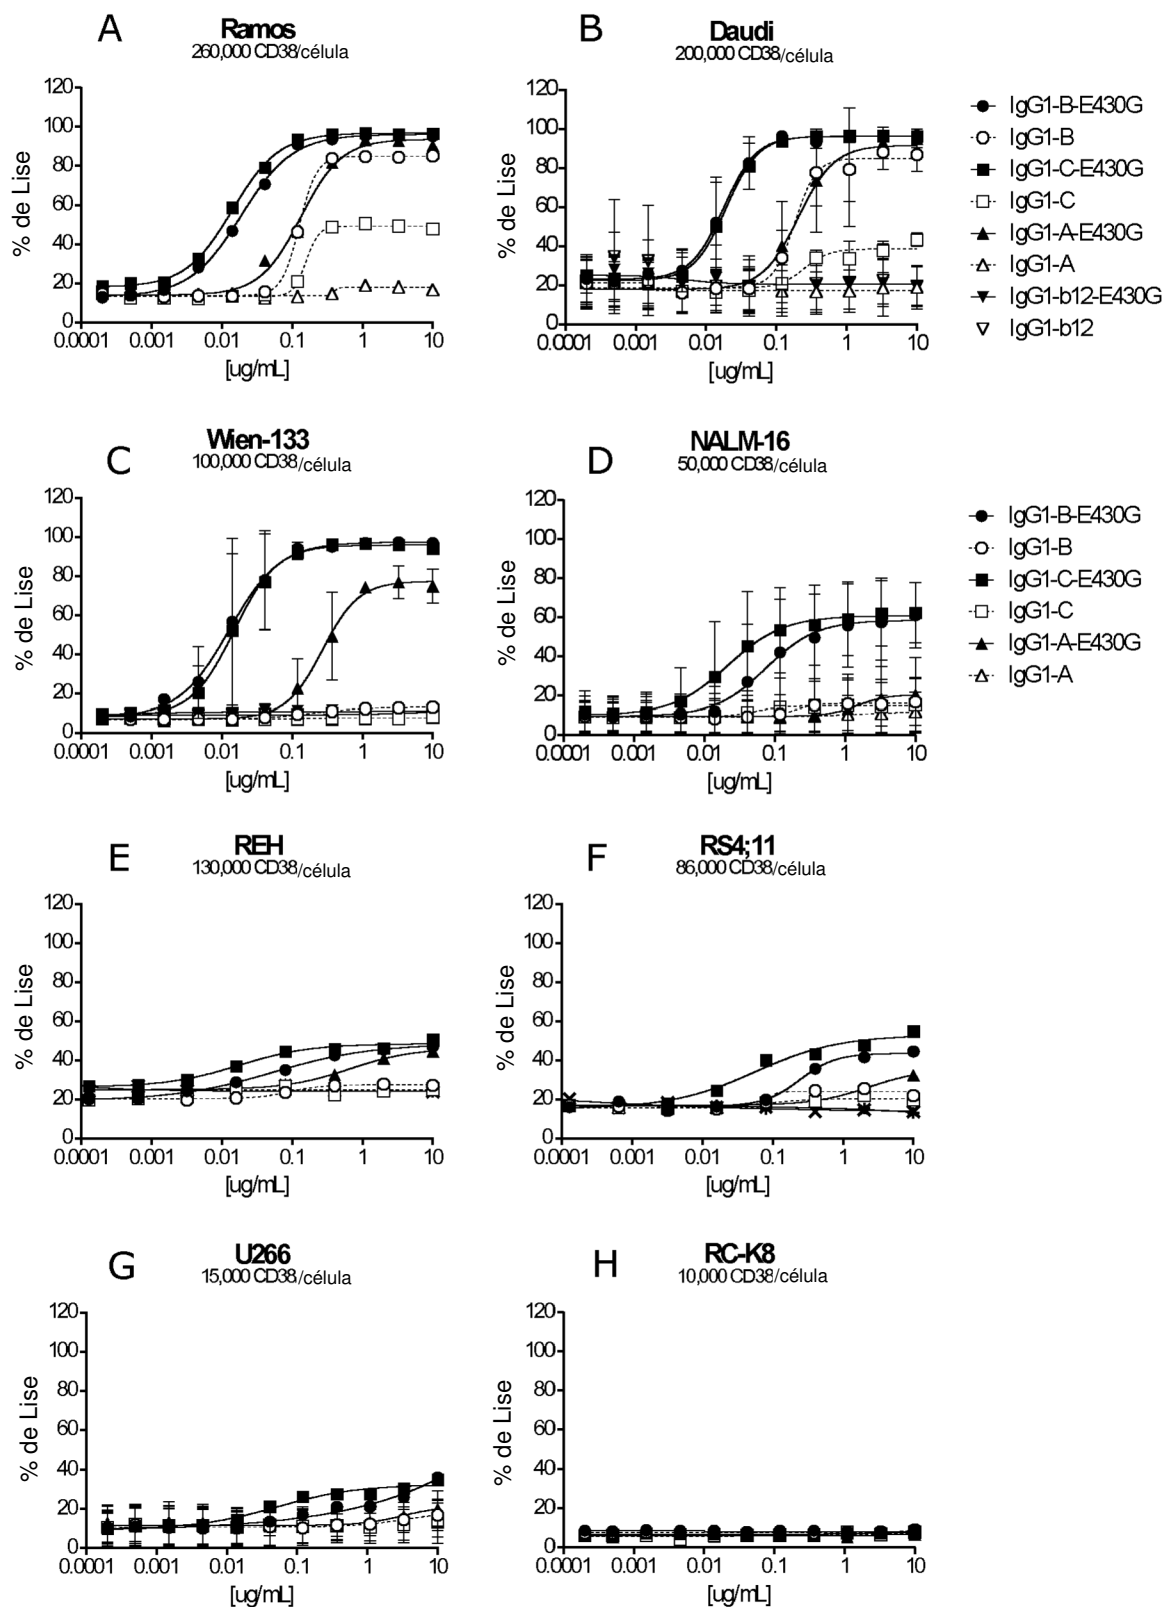 A
Ramos
260,000 CD38/célula
120
100
80
60
40
20
0
% de Lise
0.0001
0.001
0.01
0.1
1
10
[ug/mL]
B
Daudi
200,000 CD38/célula
120
100
80
60
40
20
0
% de Lise
0.0001
0.001
0.01
0.1
1
10
[ug/mL]
IgG1-B-E430G
IgG1-B
IgG1-C-E430G
IgG1-C
IgG1-A-E430G
IgG1-A
IgG1-b12-E430G
IgG1-b12
C
Wien-133
100,000 CD38/célula
120
100
80
60
40
20
0
% de Lise
0.0001
0.001
0.01
0.1
1
10
[ug/mL]
D
NALM-16
50,000 CD38/célula
120
100
80
60
40
20
0
% de Lise
0.0001
0.001
0.01
0.1
1
10
[ug/mL]
IgG1-B-E430G
IgG1-B
IgG1-C-E430G
IgG1-C
IgG1-A-E430G
IgG1-A
E
REH
130,000 CD38/célula
120
100
80
60
40
20
0
% de Lise
0.0001
0.001
0.01
0.1
1
10
[ug/mL]
F
RS4;11
86,000 CD38/célula
120
100
80
60
40
20
0
% de Lise
0.0001
0.001
0.01
0.1
1
10
[ug/mL]
G
U266
15,000 CD38/célula
120
100
80
60
40
20
0
% de Lise
0.0001
0.001
0.01
0.1
1
10
[ug/mL]
H
RC-K8
10,000 CD38/célula
120
100
80
60
40
20
0
% de Lise
0.0001
0.001
0.01
0.1
1
10
[ug/mL]